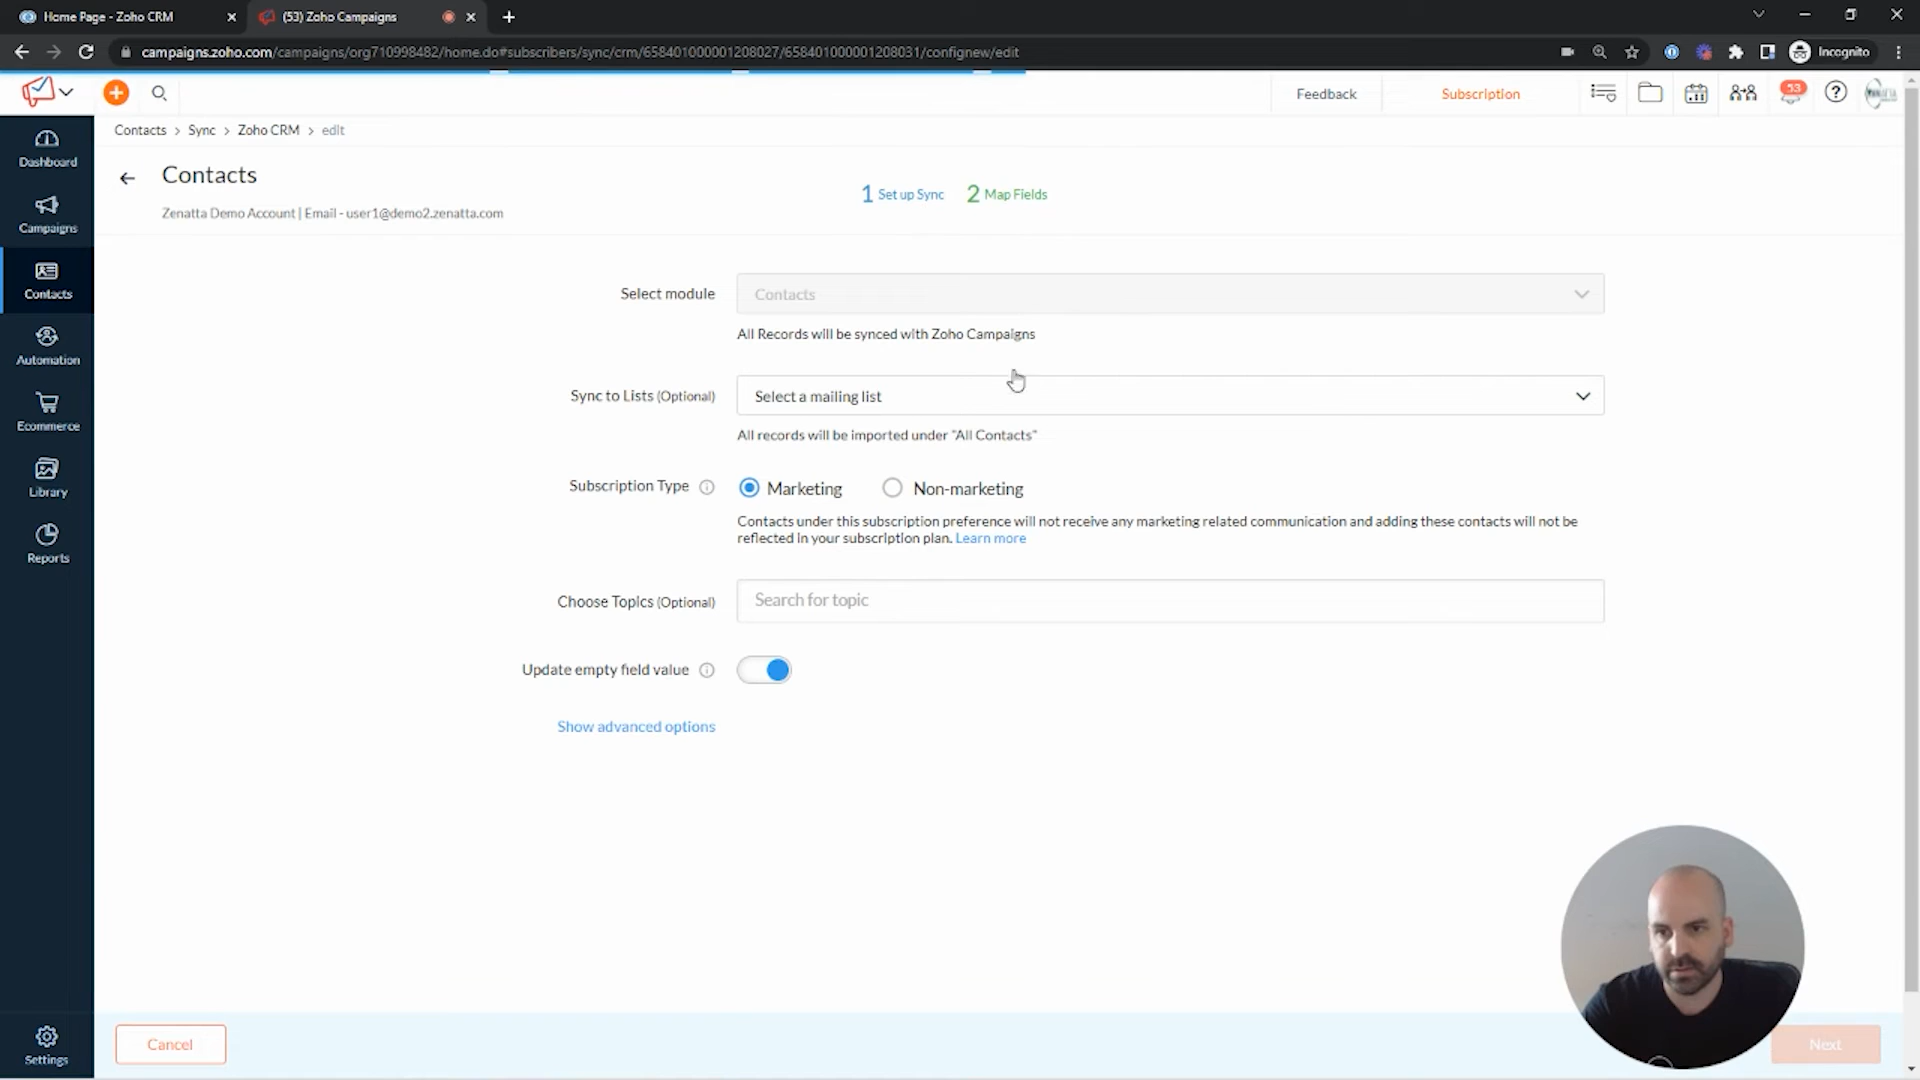 Home Page - Zoho CRM
(53) Zoho Campaigns
campaigns.zoho.com/campaigns/org710998482/home.do#subscribers/sync/crm/658401000001208027/658401000001208031/confignew/edit
Incognito
Feedback
Subscription
53
Dashboard
Campaigns
Contacts
Automation
Ecommerce
Library
Reports
Settings
Contacts > Sync > Zoho CRM > edit
Contacts
Zenatta Demo Account | Email - user1@demo2.zenatta.com
1 Set up Sync 2 Map Fields
Select module
Contacts
All Records will be synced with Zoho Campaigns
Sync to Lists (Optional)
Select a mailing list
All records will be imported under "All Contacts"
Subscription Type
Marketing
Non-marketing
Contacts under this subscription preference will not receive any marketing related communication and adding these contacts will not be
reflected in your subscription plan. Learn more
Choose Topics (Optional)
Search for topic
Update empty field value
Show advanced options
Cancel
Next